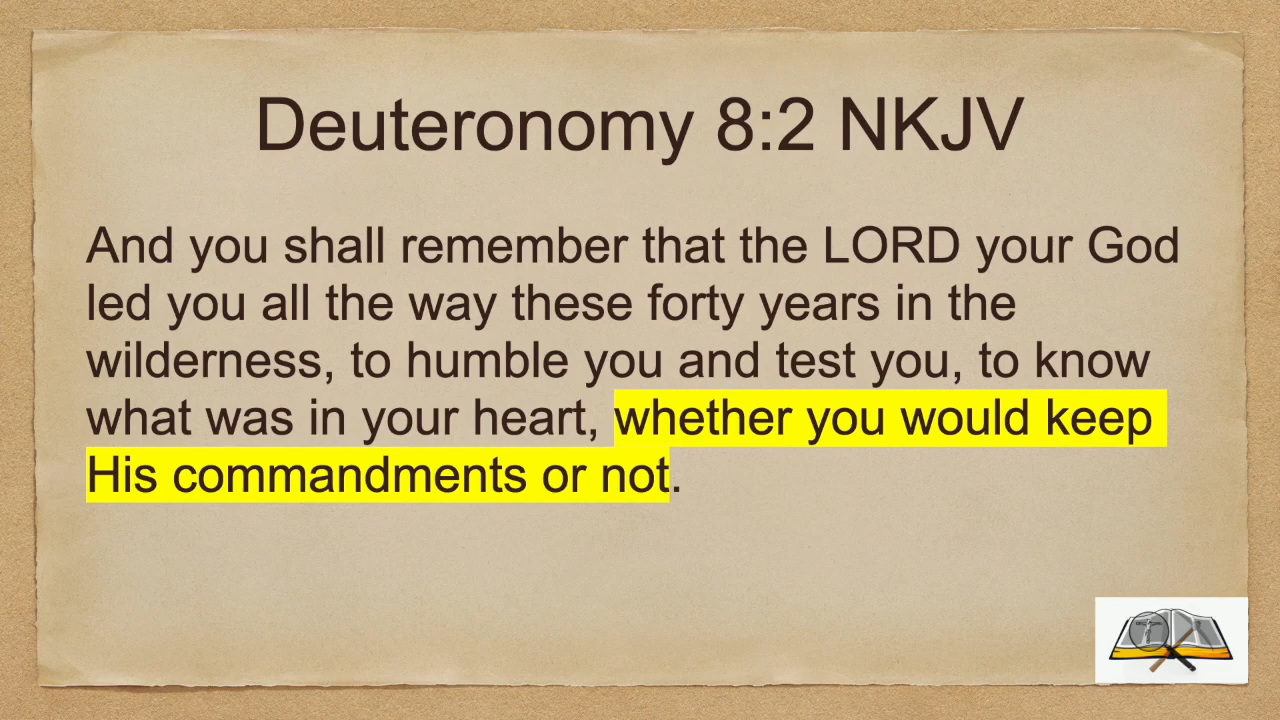 Deuteronomy 8:2 NKJV
And you shall remember that the LORD your God
led you all the way these forty years in the
wilderness, to humble you and test you, to know
what was in your heart, whether you would keep
His commandments or not.